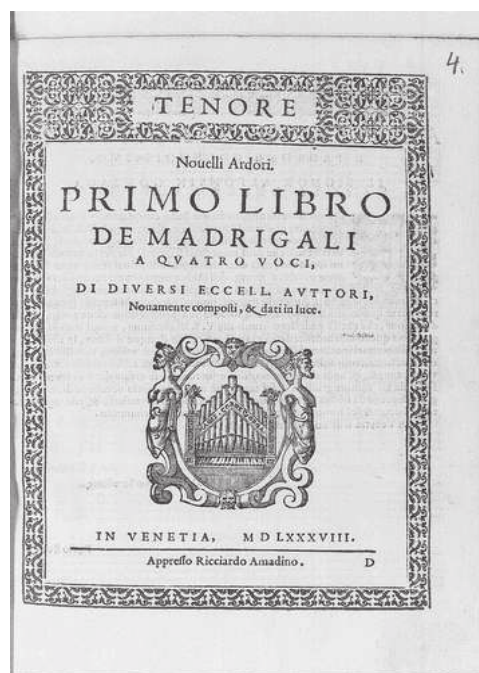 4.
TENORE
Nouelli Ardori.
PRIMO LIBRO
DE MADRIGALI
A QVATRO VOCI,
DI DIVERSI ECCELL. AVTTORI,
Nouamente compoſti, & dati in luce.
IN VENETIA, M D LXXXVIII.
Appreſſo Ricciardo Amadino. D